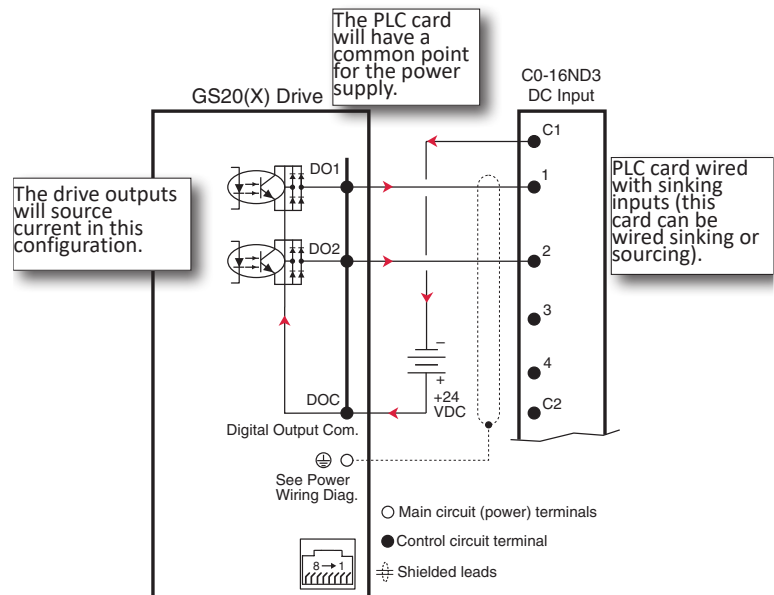 The PLC card
will have a
common point
for the power
supply.
C0-16ND3
DC Input
GS20(X) Drive
C1
DO1
1
PLC card wired
with sinking
inputs (this
card can be
wired sinking or
sourcing).
The drive outputs
will source
current in this
configuration.
DO2
2
3
–
4
+
+24
VDC
DOC
C2
Digital Output Com.
See Power
Wiring Diag.
Main circuit (power) terminals
Control circuit terminal
8→1
Shielded leads